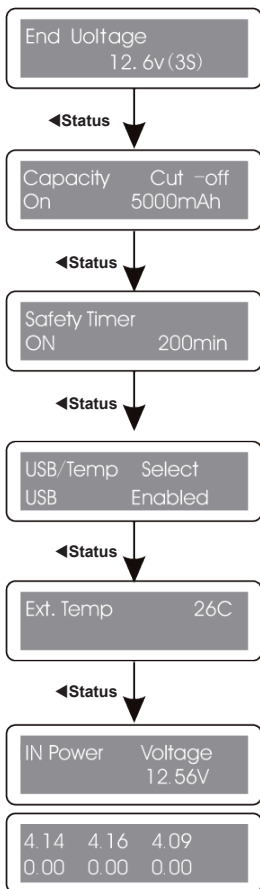 End Uoltage
12. 6v(3S)
◄Status
Capacity Cut -off
On 5000mAh
◄Status
Safety Timer
ON 200min
◄Status
USB/Temp Select
USB Enabled
◄Status
Ext. Temp 26C
◄Status
IN Power Voltage
12.56V
4.14 4.16 4.09
0.00 0.00 0.00